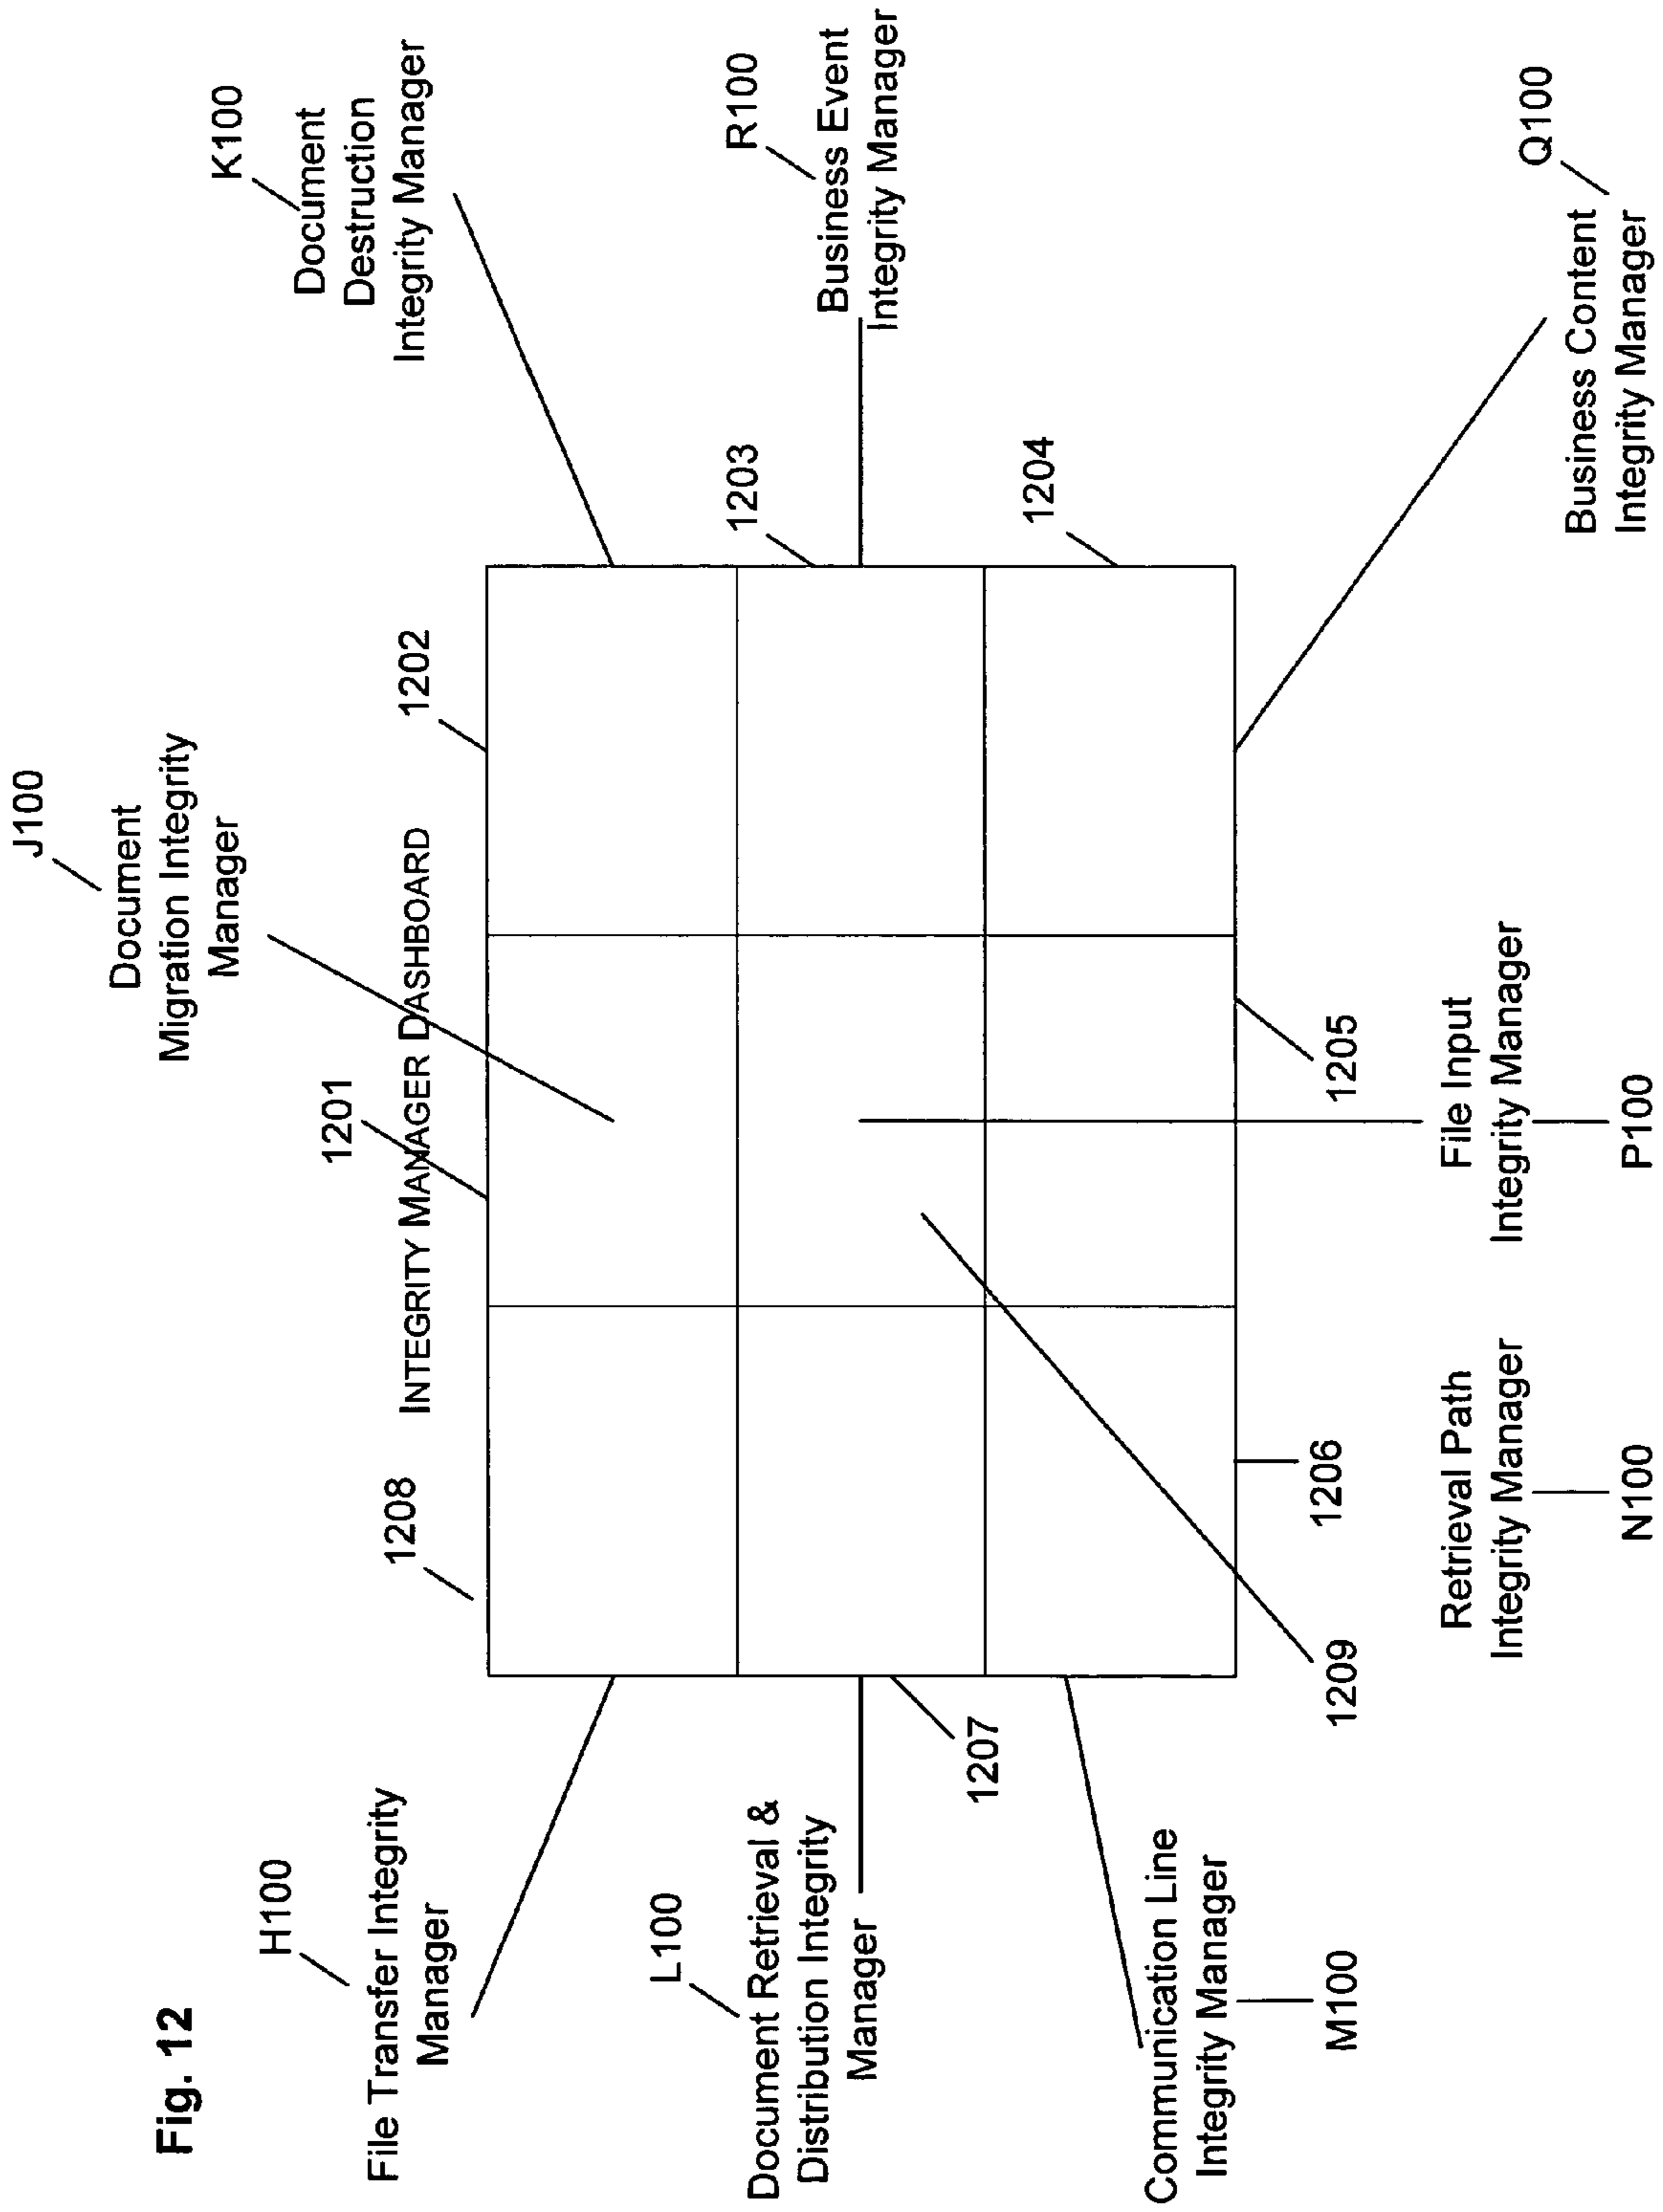 Fig. 12
J100
Document
Migration Integrity
Manager
H100
File Transfer Integrity
Manager
K100
Document
Destruction
Integrity Manager
1208
1201
INTEGRITY MANAGER DASHBOARD
1202
L100
Document Retrieval &
Distribution Integrity
Manager
1203
R100
Business Event
Integrity Manager
1207
1204
Communication Line
Integrity Manager
M100
1209
1206
1205
Retrieval Path
Integrity Manager
N100
File Input
Integrity Manager
P100
Q100
Business Content
Integrity Manager